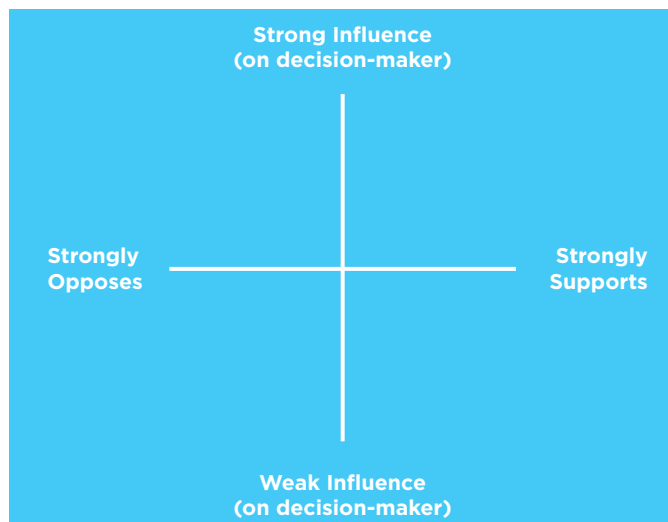 Strong Influence
(on decision-maker)
Strongly
Opposes
Strongly
Supports
Weak Influence
(on decision-maker)